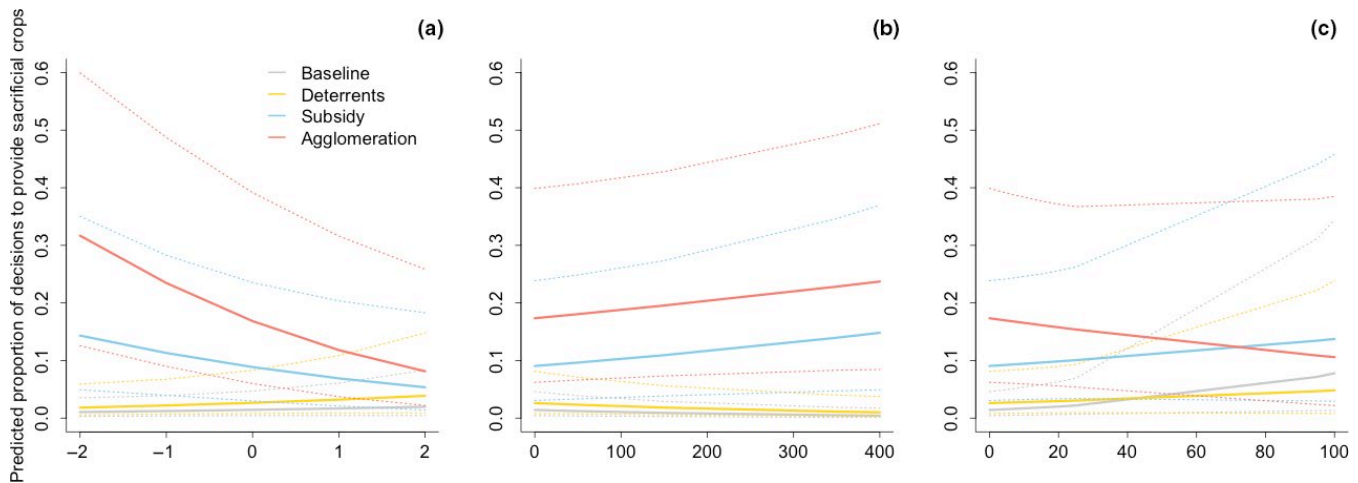 Predicted proportion of decisions to provide sacrificial crops
(a)
0.0 0.1 0.2 0.3 0.4 0.5 0.6
Baseline
Deterrents
Subsidy
Agglomeration
–2 –1 0 1 2
(b)
0.0 0.1 0.2 0.3 0.4 0.5 0.6
0 100 200 300 400
(c)
0.0 0.1 0.2 0.3 0.4 0.5 0.6
0 20 40 60 80 100